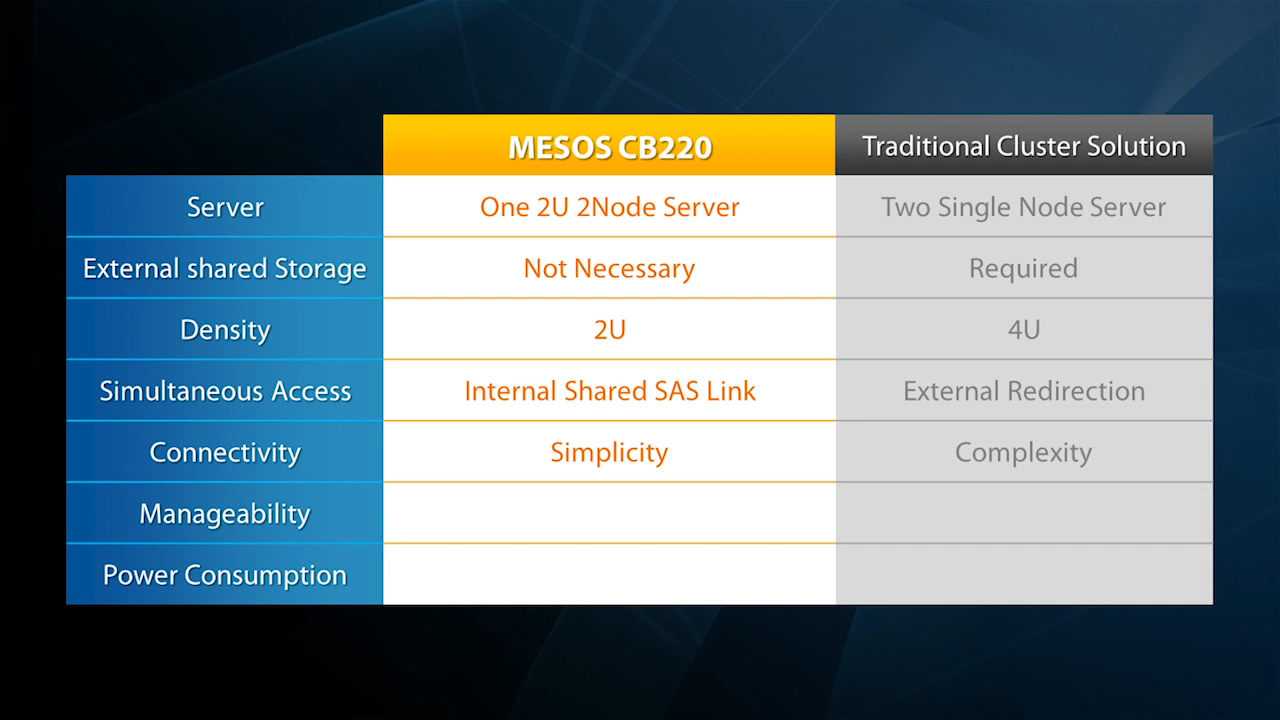 MESOS CB220 Traditional Cluster Solution
Server One 2U 2Node Server Two Single Node Server
External shared Storage Not Necessary Required
Density 2U 4U
Simultaneous Access Internal Shared SAS Link External Redirection
Connectivity Simplicity Complexity
Manageability
Power Consumption